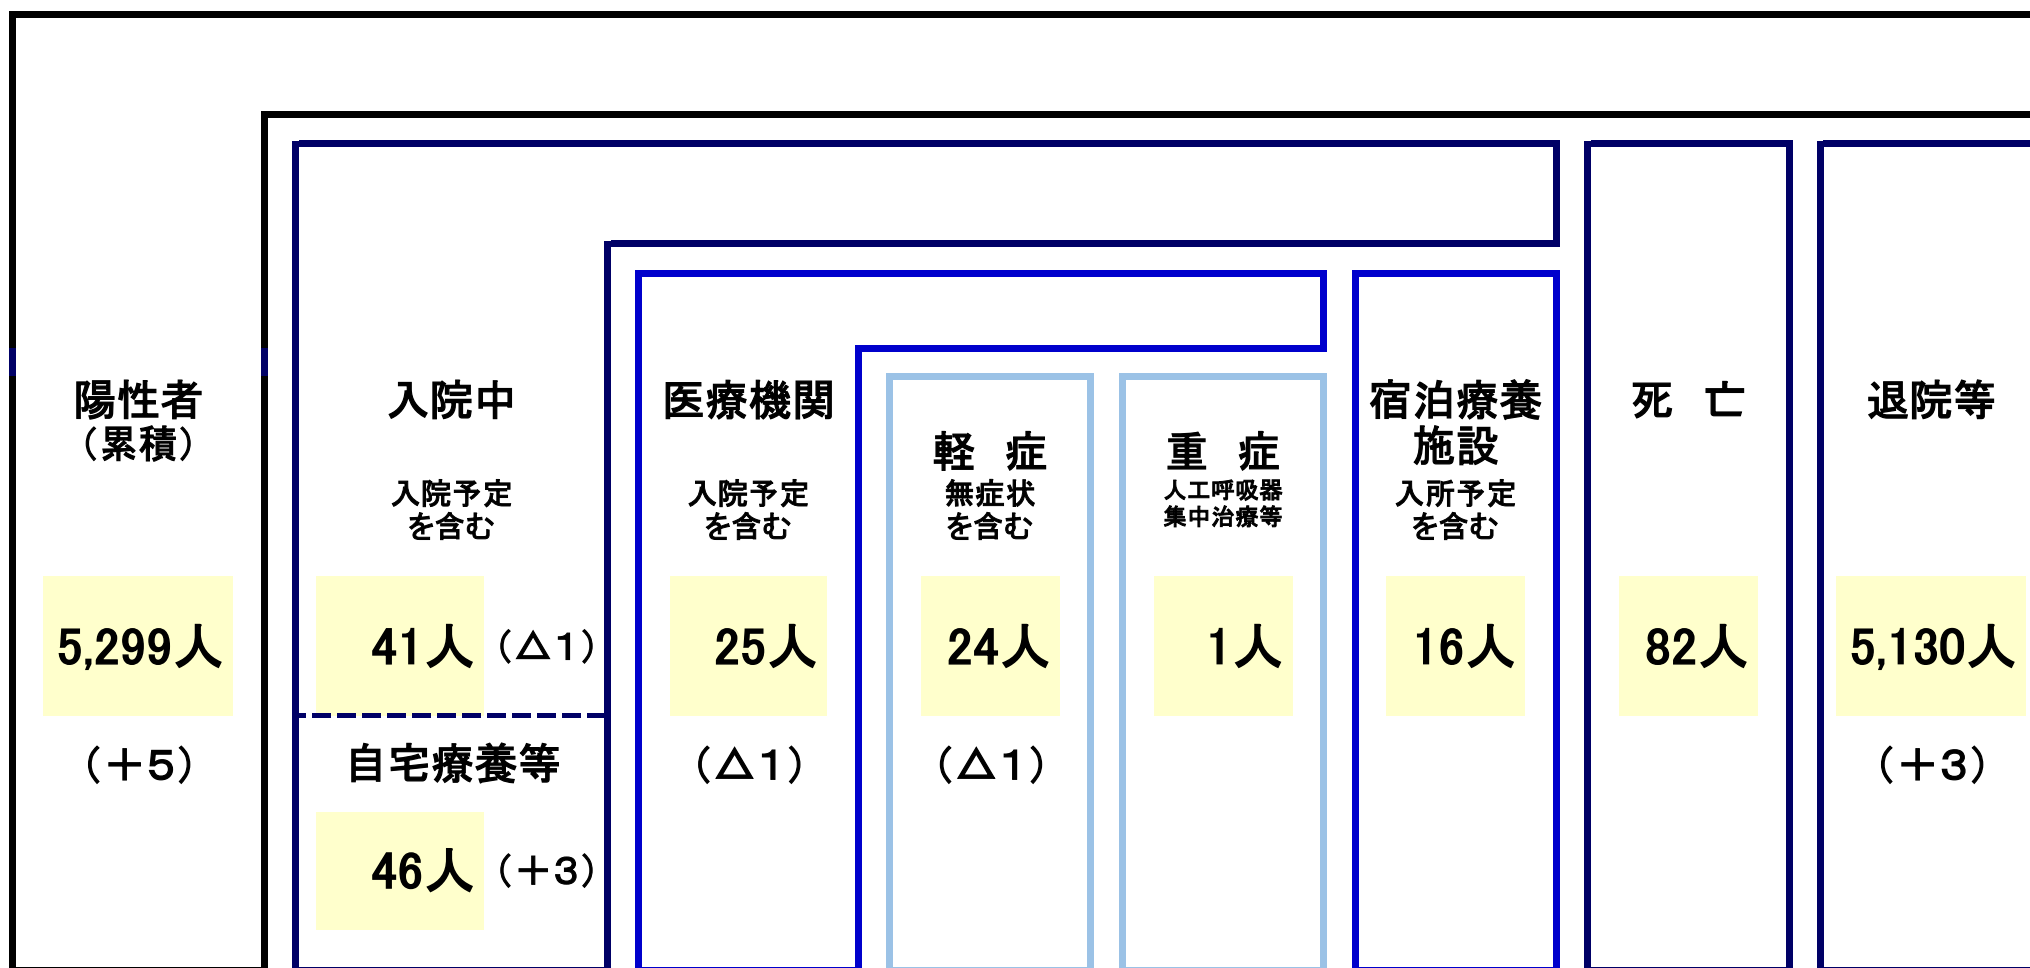 陽性者
（累積）
5,299人
（＋5）
入院中
入院予定
を含む
41人（△1）
自宅療養等
46人（＋3）
医療機関
入院予定
を含む
25人
（△1）
軽　症
無症状
を含む
24人
（△1）
重　症
人工呼吸器
集中治療等
1人
宿泊療養
施設
入所予定
を含む
16人
死　亡
82人
退院等
5,130人
（＋3）